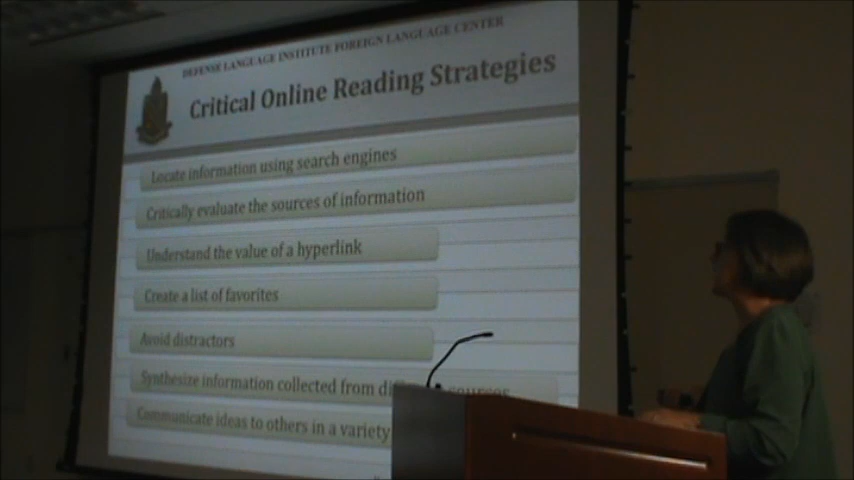 DEFENSE LANGUAGE INSTITUTE FOREIGN LANGUAGE CENTER
Critical Online Reading Strategies
Locate information using search engines
Critically evaluate the sources of information
Understand the value of a hyperlink
Create a list of favorites
Avoid distractors
Synthesize information collected from different sources
Communicate ideas to others in a variety